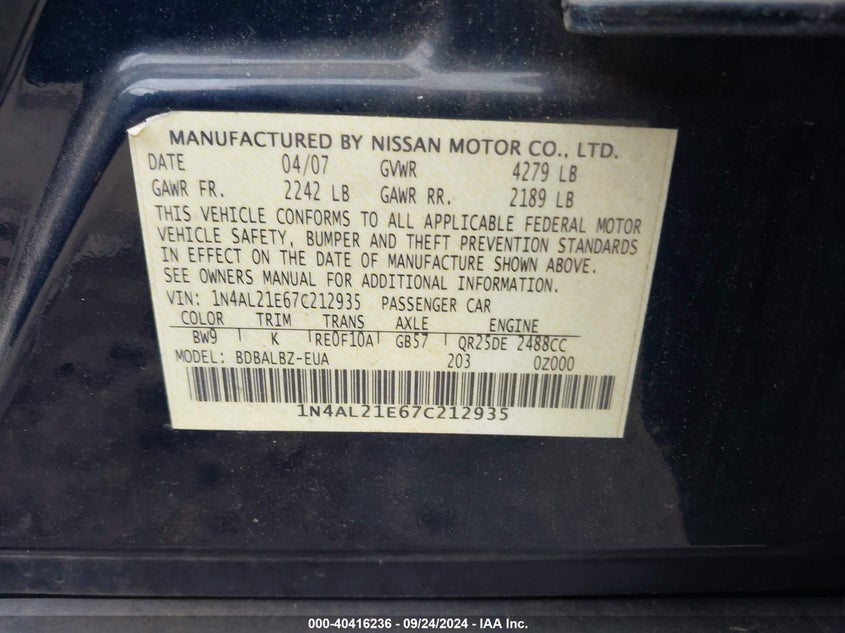 MANUFACTURED BY NISSAN MOTOR CO., LTD.
DATE 04/07 GVWR 4279 LB
GAWR FR. 2242 LB GAWR RR. 2189 LB
THIS VEHICLE CONFORMS TO ALL APPLICABLE FEDERAL MOTOR
VEHICLE SAFETY, BUMPER AND THEFT PREVENTION STANDARDS
IN EFFECT ON THE DATE OF MANUFACTURE SHOWN ABOVE.
SEE OWNERS MANUAL FOR ADDITIONAL INFORMATION.
VIN: 1N4AL21E67C212935 PASSENGER CAR
COLOR TRIM TRANS AXLE ENGINE
BW9 K RE0F10A GB57 QR25DE 2488CC
MODEL: BDBALBZ-EUA 203 0Z000
1N4AL21E67C212935
000-40416236 - 09/24/2024 - IAA Inc.